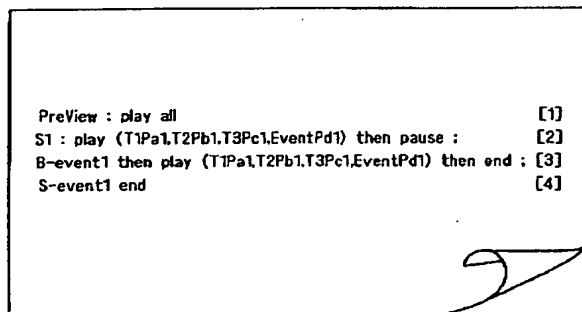 PreView : play all [1]
S1 : play (T1Pa1,T2Pb1,T3Pc1,EventPd1) then pause : [2]
B-event1 then play (T1Pa1,T2Pb1,T3Pc1,EventPd1) then end ; [3]
S-event1 end [4]